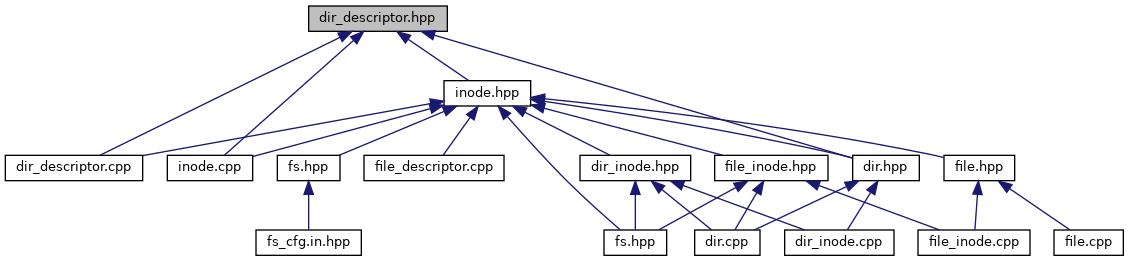 dir_descriptor.hpp
inode.hpp
dir_descriptor.cpp
inode.cpp
fs.hpp
file_descriptor.cpp
dir_inode.hpp
file_inode.hpp
dir.hpp
file.hpp
fs_cfg.in.hpp
fs.hpp
dir.cpp
dir_inode.cpp
file_inode.cpp
file.cpp